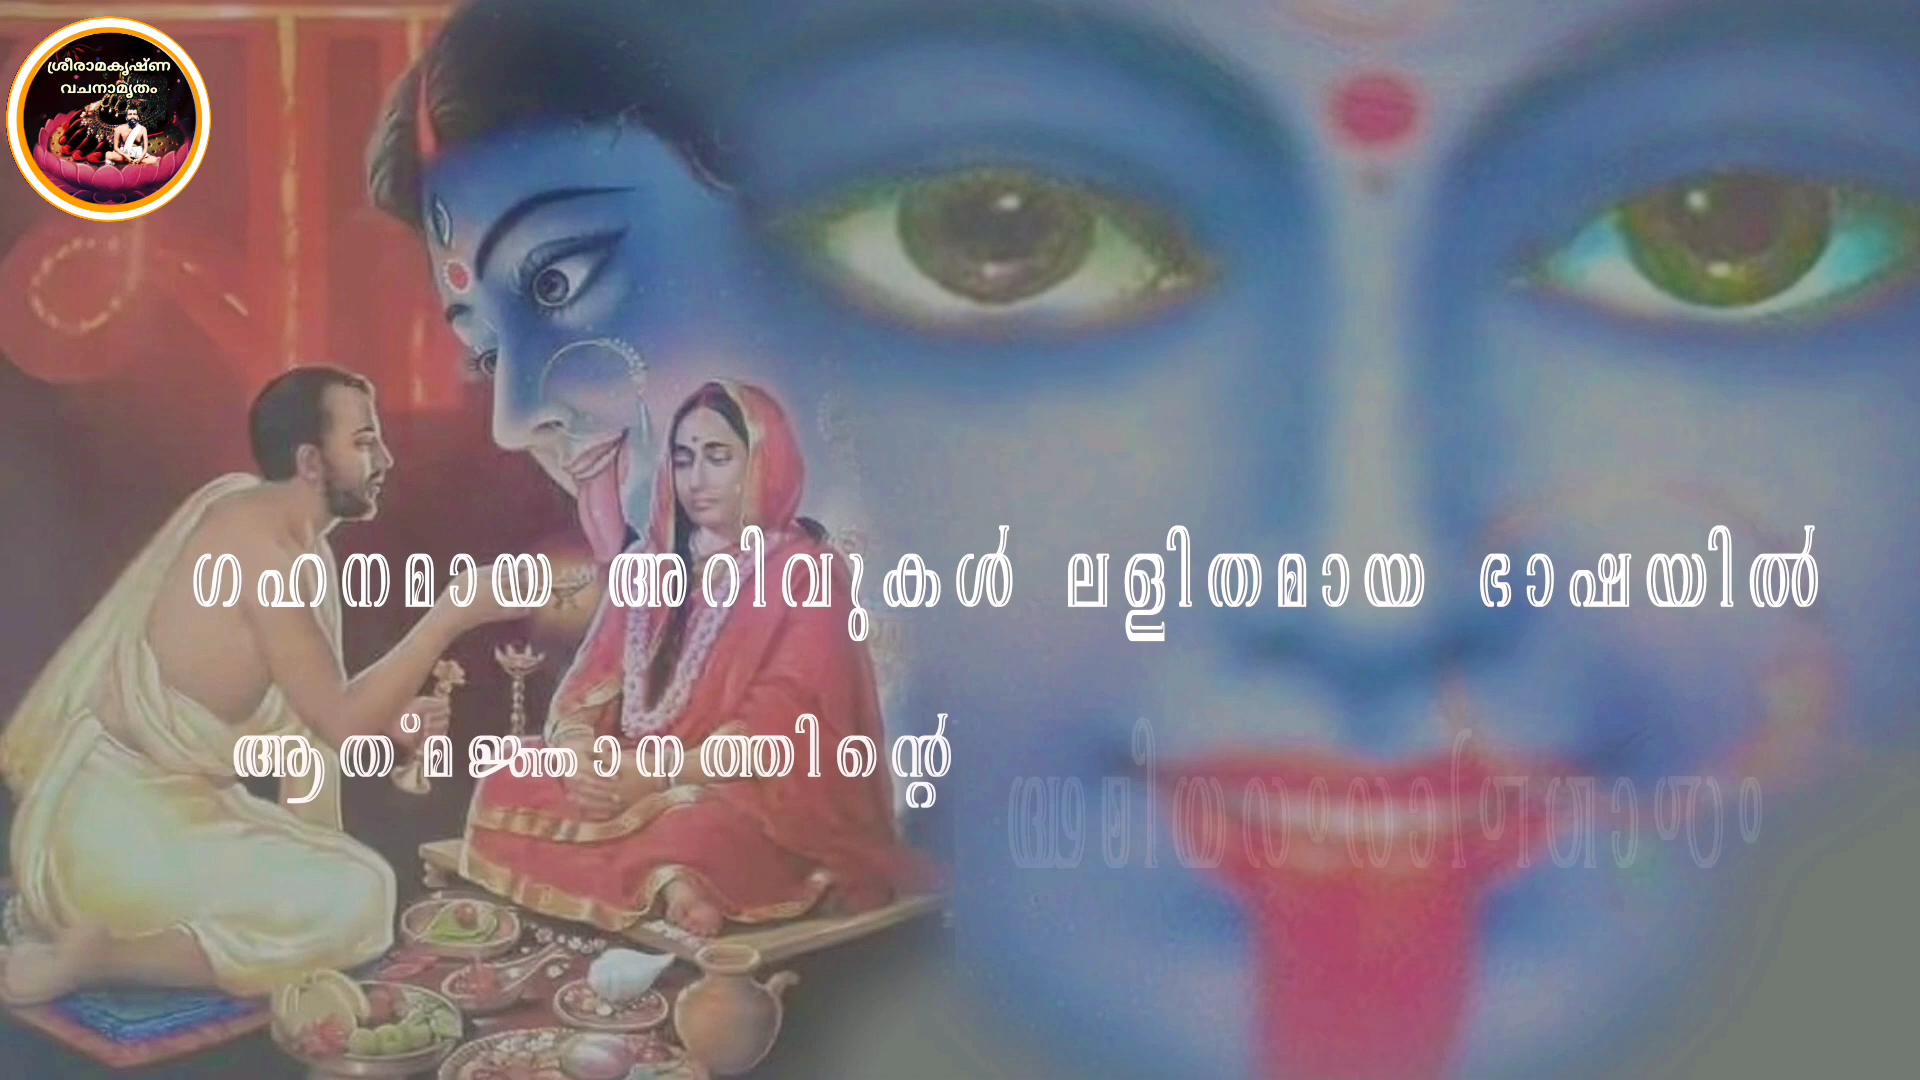 ശ്രീരാമകൃഷ്ണ
വചനാമൃതം
ഗഹനമായ അറിവുകൾ ലളിതമായ ഭാഷയിൽ
ആത്മജ്ഞാനത്തിന്റെ